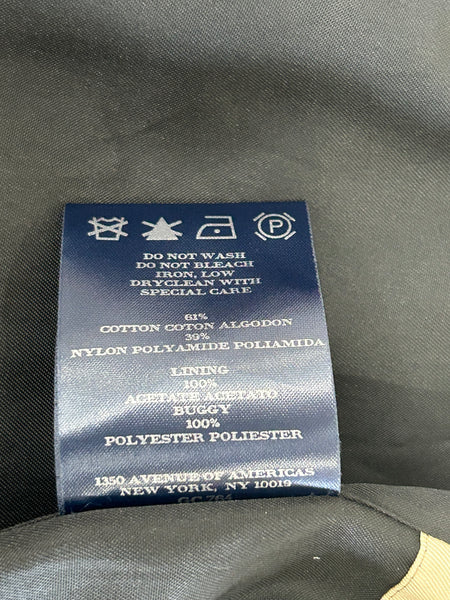 P
DO NOT WASH
DO NOT BLEACH
IRON, LOW
DRYCLEAN WITH
SPECIAL CARE
61%
COTTON COTON ALGODON
39%
NYLON POLYAMIDE POLIAMIDA
LINING
100%
ACETATE ACETATO
BUGGY
100%
POLYESTER POLIESTER
1350 AVENUE OF AMERICAS
NEW YORK, NY 10019